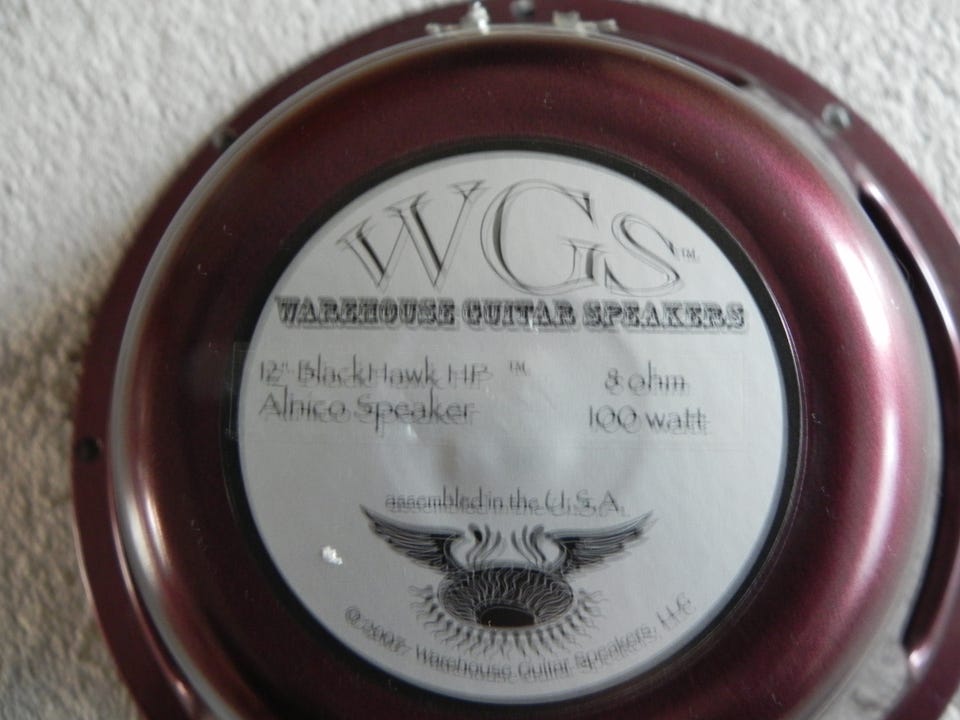 WGS™
WAREHOUSE GUITAR SPEAKERS
12" BlackHawk HP ™
8 ohm
Alnico Speaker
100 watt
assembled in the U.S.A.
© 2007 Warehouse Guitar Speakers, LLC